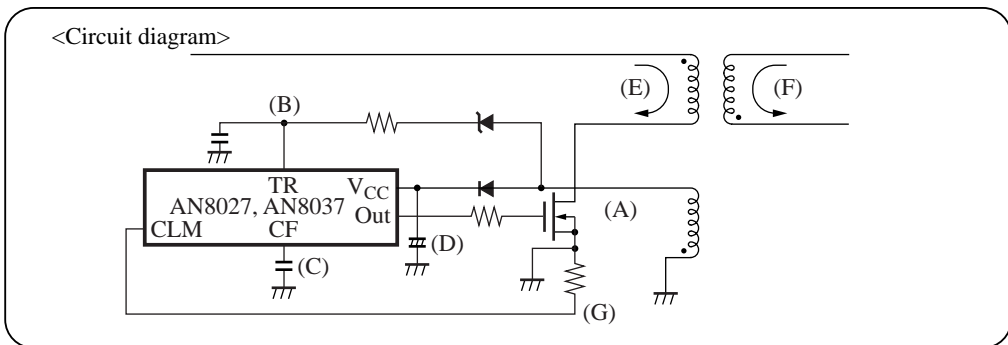 <Circuit diagram>
(E)
(F)
(B)
TR
VCC
AN8027, AN8037
Out
(A)
CLM
CF
(D)
(C)
(G)